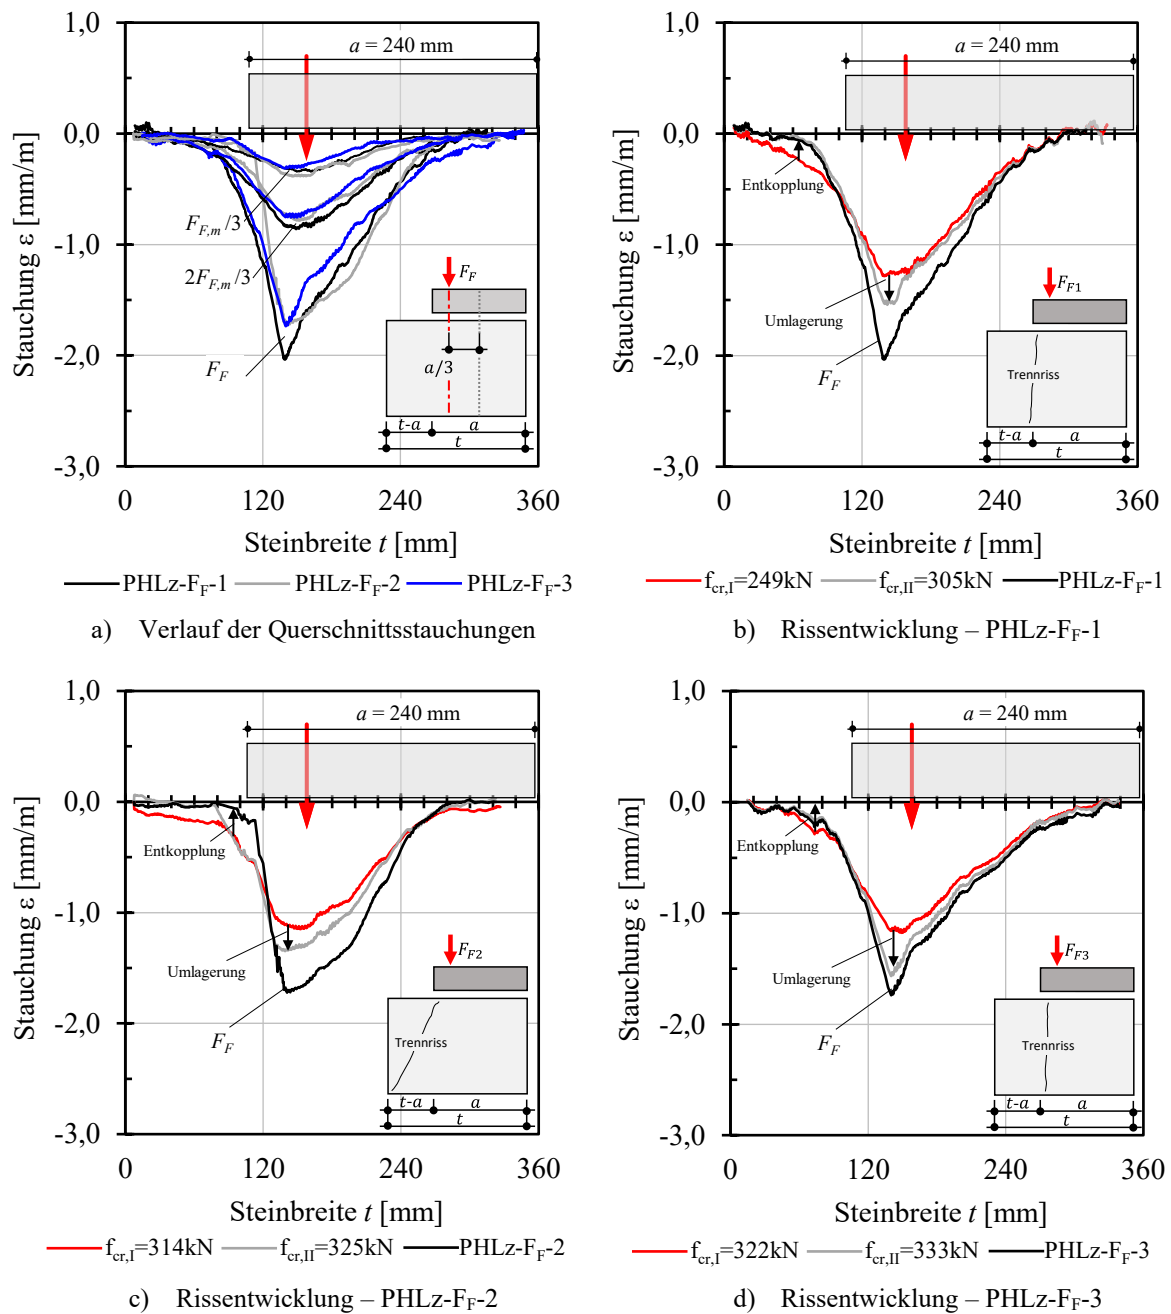 1,0
0,0
-1,0
-2,0
-3,0
Stauchung ε [mm/m]
a = 240 mm
F_F,m/3
2F_F,m/3
F_F
F_F
a/3
t-a a
t
0 120 240 360
Steinbreite t [mm]
PHLz-F_F-1 PHLz-F_F-2 PHLz-F_F-3
a) Verlauf der Querschnittsstauchungen
1,0
0,0
-1,0
-2,0
-3,0
Stauchung ε [mm/m]
a = 240 mm
Entkopplung
Umlagerung
F_F
F_F1
Trennriss
t-a a
t
0 120 240 360
Steinbreite t [mm]
f_cr,I=249kN f_cr,II=305kN PHLz-F_F-1
b) Rissentwicklung – PHLz-F_F-1
1,0
0,0
-1,0
-2,0
-3,0
Stauchung ε [mm/m]
a = 240 mm
Entkopplung
Umlagerung
F_F
F_F2
Trennriss
t-a a
t
0 120 240 360
Steinbreite t [mm]
f_cr,I=314kN f_cr,II=325kN PHLz-F_F-2
c) Rissentwicklung – PHLz-F_F-2
1,0
0,0
-1,0
-2,0
-3,0
Stauchung ε [mm/m]
a = 240 mm
Entkopplung
Umlagerung
F_F
F_F3
Trennriss
t-a a
t
0 120 240 360
Steinbreite t [mm]
f_cr,I=322kN f_cr,II=333kN PHLz-F_F-3
d) Rissentwicklung – PHLz-F_F-3